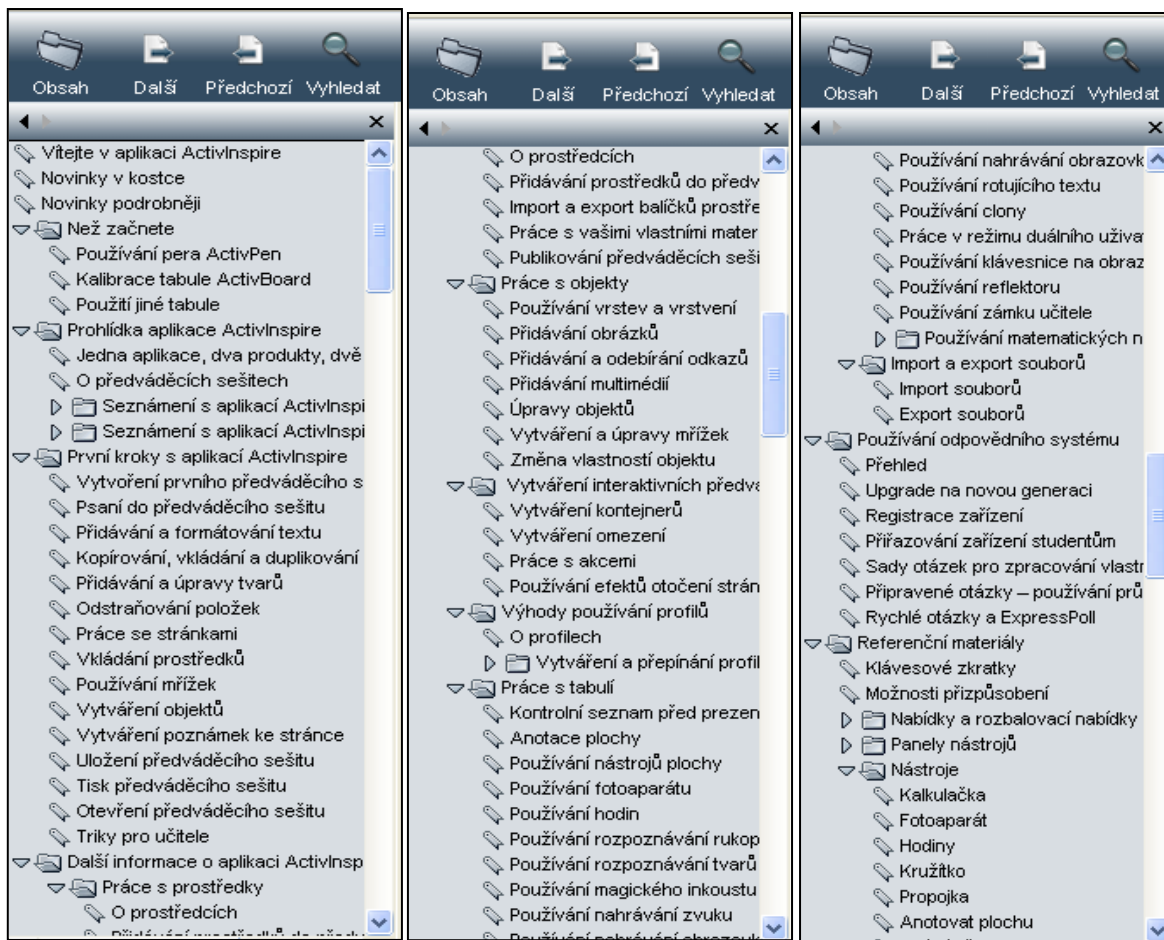 Obsah Další Předchozí Vyhledat
Vítejte v aplikaci ActivInspire
Novinky v kostce
Novinky podrobněji
Než začnete
Používání pera ActivPen
Kalibrace tabule ActivBoard
Použití jiné tabule
Prohlídka aplikace ActivInspire
Jedna aplikace, dva produkty, dvě
O předváděcích sešitech
Seznámení s aplikací ActivInspi
Seznámení s aplikací ActivInspi
První kroky s aplikací ActivInspire
Vytvoření prvního předváděcího s
Psaní do předváděcího sešitu
Přidávání a formátování textu
Kopírování, vkládání a duplikování
Přidávání a úpravy tvarů
Odstraňování položek
Práce se stránkami
Vkládání prostředků
Používání mřížek
Vytváření objektů
Vytváření poznámek ke stránce
Uložení předváděcího sešitu
Tisk předváděcího sešitu
Otevření předváděcího sešitu
Triky pro učitele
Další informace o aplikaci ActivInsp
Práce s prostředky
O prostředcích
Obsah Další Předchozí Vyhledat
O prostředcích
Přidávání prostředků do předv
Import a export balíčků prostře
Práce s vašimi vlastními mater
Publikování předváděcích seši
Práce s objekty
Používání vrstev a vrstvení
Přidávání obrázků
Přidávání a odebírání odkazů
Přidávání multimédií
Úpravy objektů
Vytváření a úpravy mřížek
Změna vlastností objektu
Vytváření interaktivních předva
Vytváření kontejnerů
Vytváření omezení
Práce s akcemi
Používání efektů otočení strán
Výhody používání profilů
O profilech
Vytváření a přepínání profil
Práce s tabulí
Kontrolní seznam před prezen
Anotace plochy
Používání nástrojů plochy
Používání fotoaparátu
Používání hodin
Používání rozpoznávání rukop
Používání rozpoznávání tvarů
Používání magického inkoustu
Používání nahrávání zvuku
Obsah Další Předchozí Vyhledat
Používání nahrávání obrazovk
Používání rotujícího textu
Používání clony
Práce v režimu duálního uživa
Používání klávesnice na obraz
Používání reflektoru
Používání zámku učitele
Používání matematických n
Import a export souborů
Import souborů
Export souborů
Používání odpovědního systému
Přehled
Upgrade na novou generaci
Registrace zařízení
Přiřazování zařízení studentům
Sady otázek pro zpracování vlastr
Připravené otázky – používání prů
Rychlé otázky a ExpressPoll
Referenční materiály
Klávesové zkratky
Možnosti přizpůsobení
Nabídky a rozbalovací nabídky
Panely nástrojů
Nástroje
Kalkulačka
Fotoaparát
Hodiny
Kružítko
Propojka
Anotovat plochu